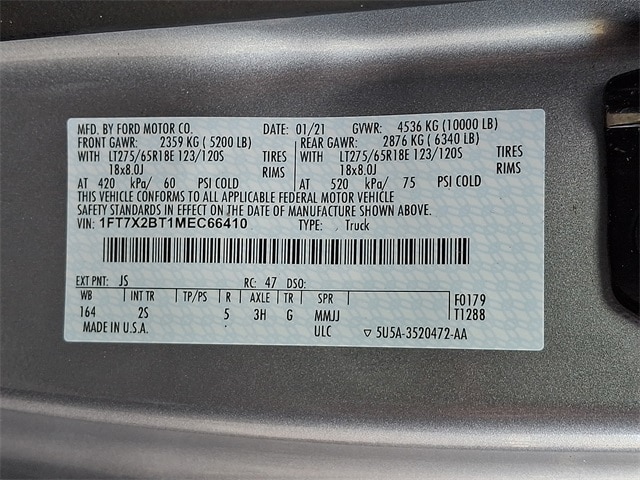 MFD. BY FORD MOTOR CO. DATE: 01/21 GVWR: 4536 KG (10000 LB)
FRONT GAWR: 2359 KG (5200 LB) REAR GAWR: 2876 KG (6340 LB)
WITH LT275/65R18E 123/120S TIRES WITH LT275/65R18E 123/120S TIRES
18x8.0J RIMS 18x8.0J RIMS
AT 420 kPa/ 60 PSI COLD AT 520 kPa/ 75 PSI COLD
THIS VEHICLE CONFORMS TO ALL APPLICABLE FEDERAL MOTOR VEHICLE
SAFETY STANDARDS IN EFFECT ON THE DATE OF MANUFACTURE SHOWN ABOVE.
VIN: 1FT7X2BT1MEC66410 TYPE: Truck
EXT PNT: JS RC: 47 DSO:
WB INT TR TP/PS R AXLE TR SPR F0179
164 2S 5 3H G MMJJ T1288
MADE IN U.S.A. ULC ▽ 5U5A-3520472-AA